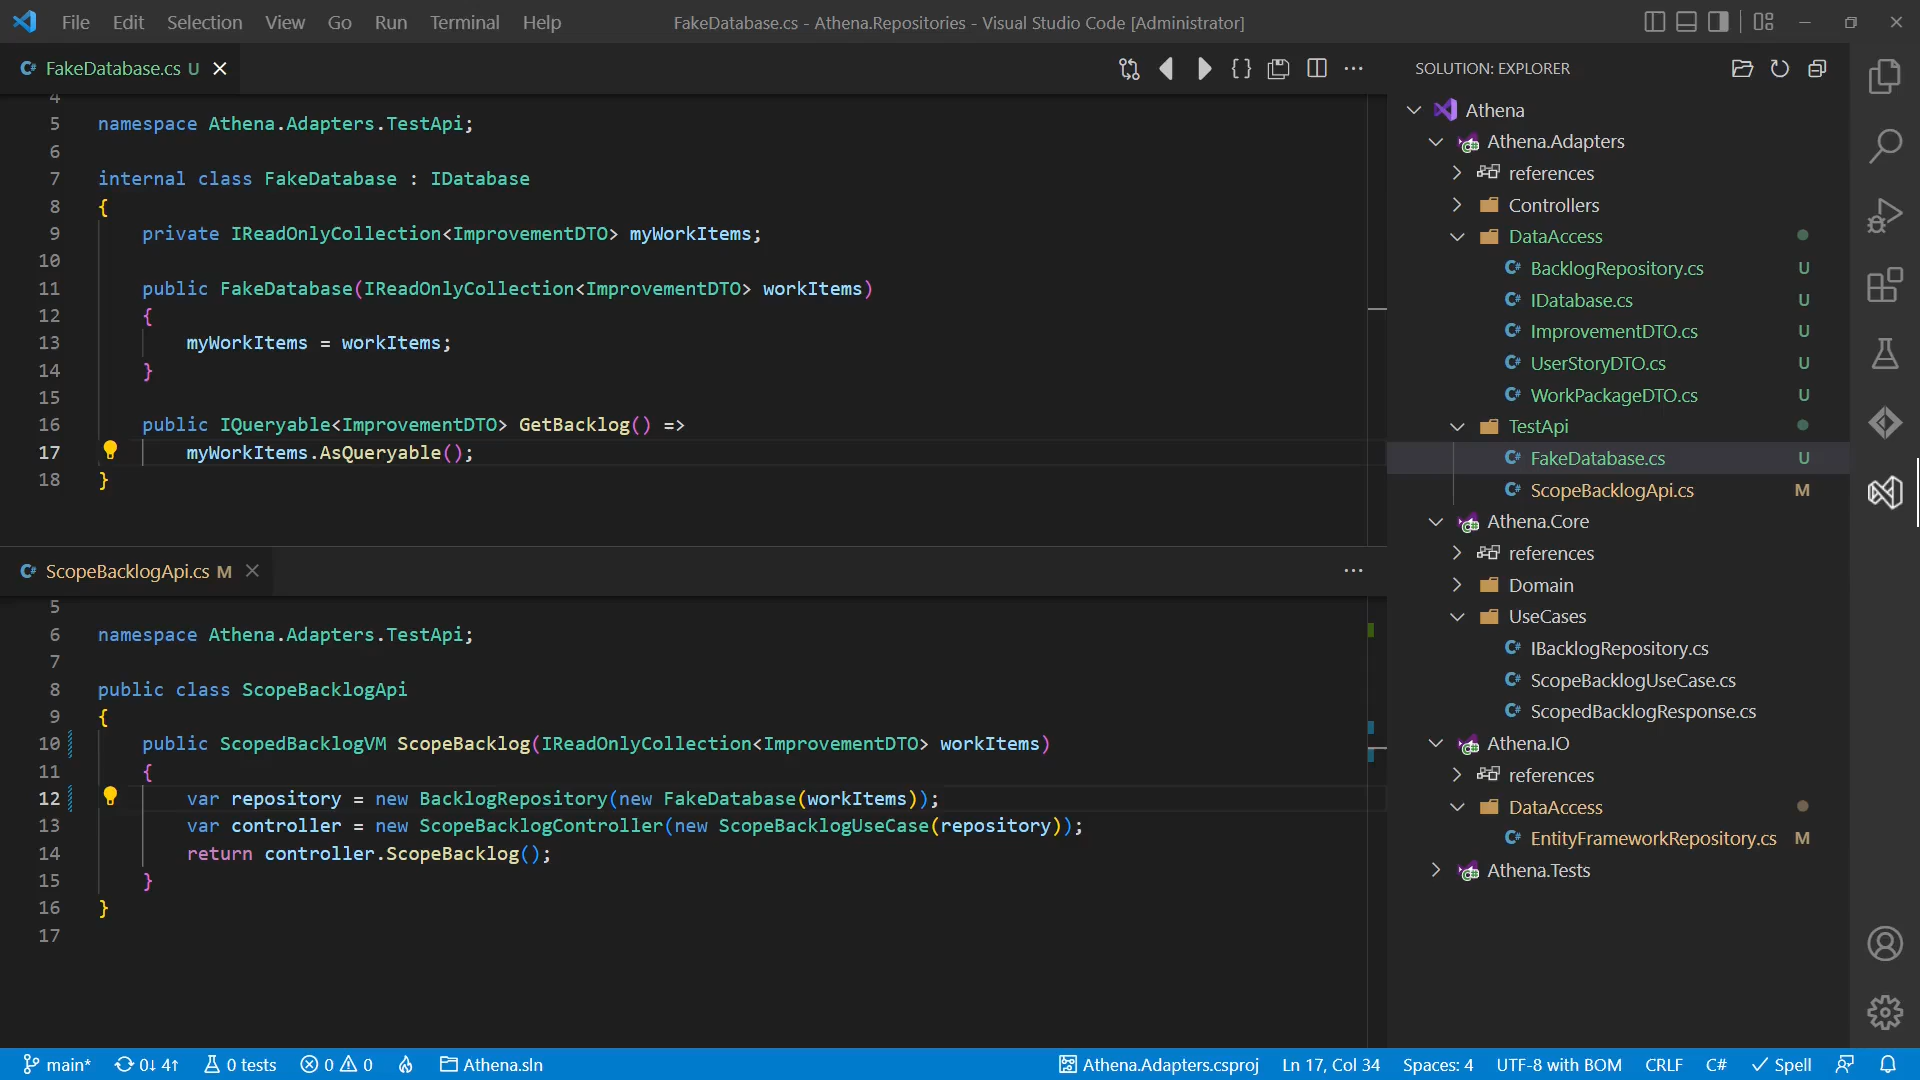 File Edit Selection View Go Run Terminal Help FakeDatabase.cs - Athena.Repositories - Visual Studio Code [Administrator]
C# FakeDatabase.cs U
4
5 namespace Athena.Adapters.TestApi;
6
7 internal class FakeDatabase : IDatabase
8 {
9 private IReadOnlyCollection<ImprovementDTO> myWorkItems;
10
11 public FakeDatabase(IReadOnlyCollection<ImprovementDTO> workItems)
12 {
13 myWorkItems = workItems;
14 }
15
16 public IQueryable<ImprovementDTO> GetBacklog() =>
17 myWorkItems.AsQueryable();
18 }
C# ScopeBacklogApi.cs M
5
6 namespace Athena.Adapters.TestApi;
7
8 public class ScopeBacklogApi
9 {
10 public ScopedBacklogVM ScopeBacklog(IReadOnlyCollection<ImprovementDTO> workItems)
11 {
12 var repository = new BacklogRepository(new FakeDatabase(workItems));
13 var controller = new ScopeBacklogController(new ScopeBacklogUseCase(repository));
14 return controller.ScopeBacklog();
15 }
16 }
17
SOLUTION: EXPLORER
Athena
Athena.Adapters
references
Controllers
DataAccess
C# BacklogRepository.cs U
C# IDatabase.cs U
C# ImprovementDTO.cs U
C# UserStoryDTO.cs U
C# WorkPackageDTO.cs U
TestApi
C# FakeDatabase.cs U
C# ScopeBacklogApi.cs M
Athena.Core
references
Domain
UseCases
C# IBacklogRepository.cs
C# ScopeBacklogUseCase.cs
C# ScopedBacklogResponse.cs
Athena.IO
references
DataAccess
C# EntityFrameworkRepository.cs M
Athena.Tests
main* 0↓ 4↑ 0 tests 0 0 Athena.sln Athena.Adapters.csproj Ln 17, Col 34 Spaces: 4 UTF-8 with BOM CRLF C# Spell